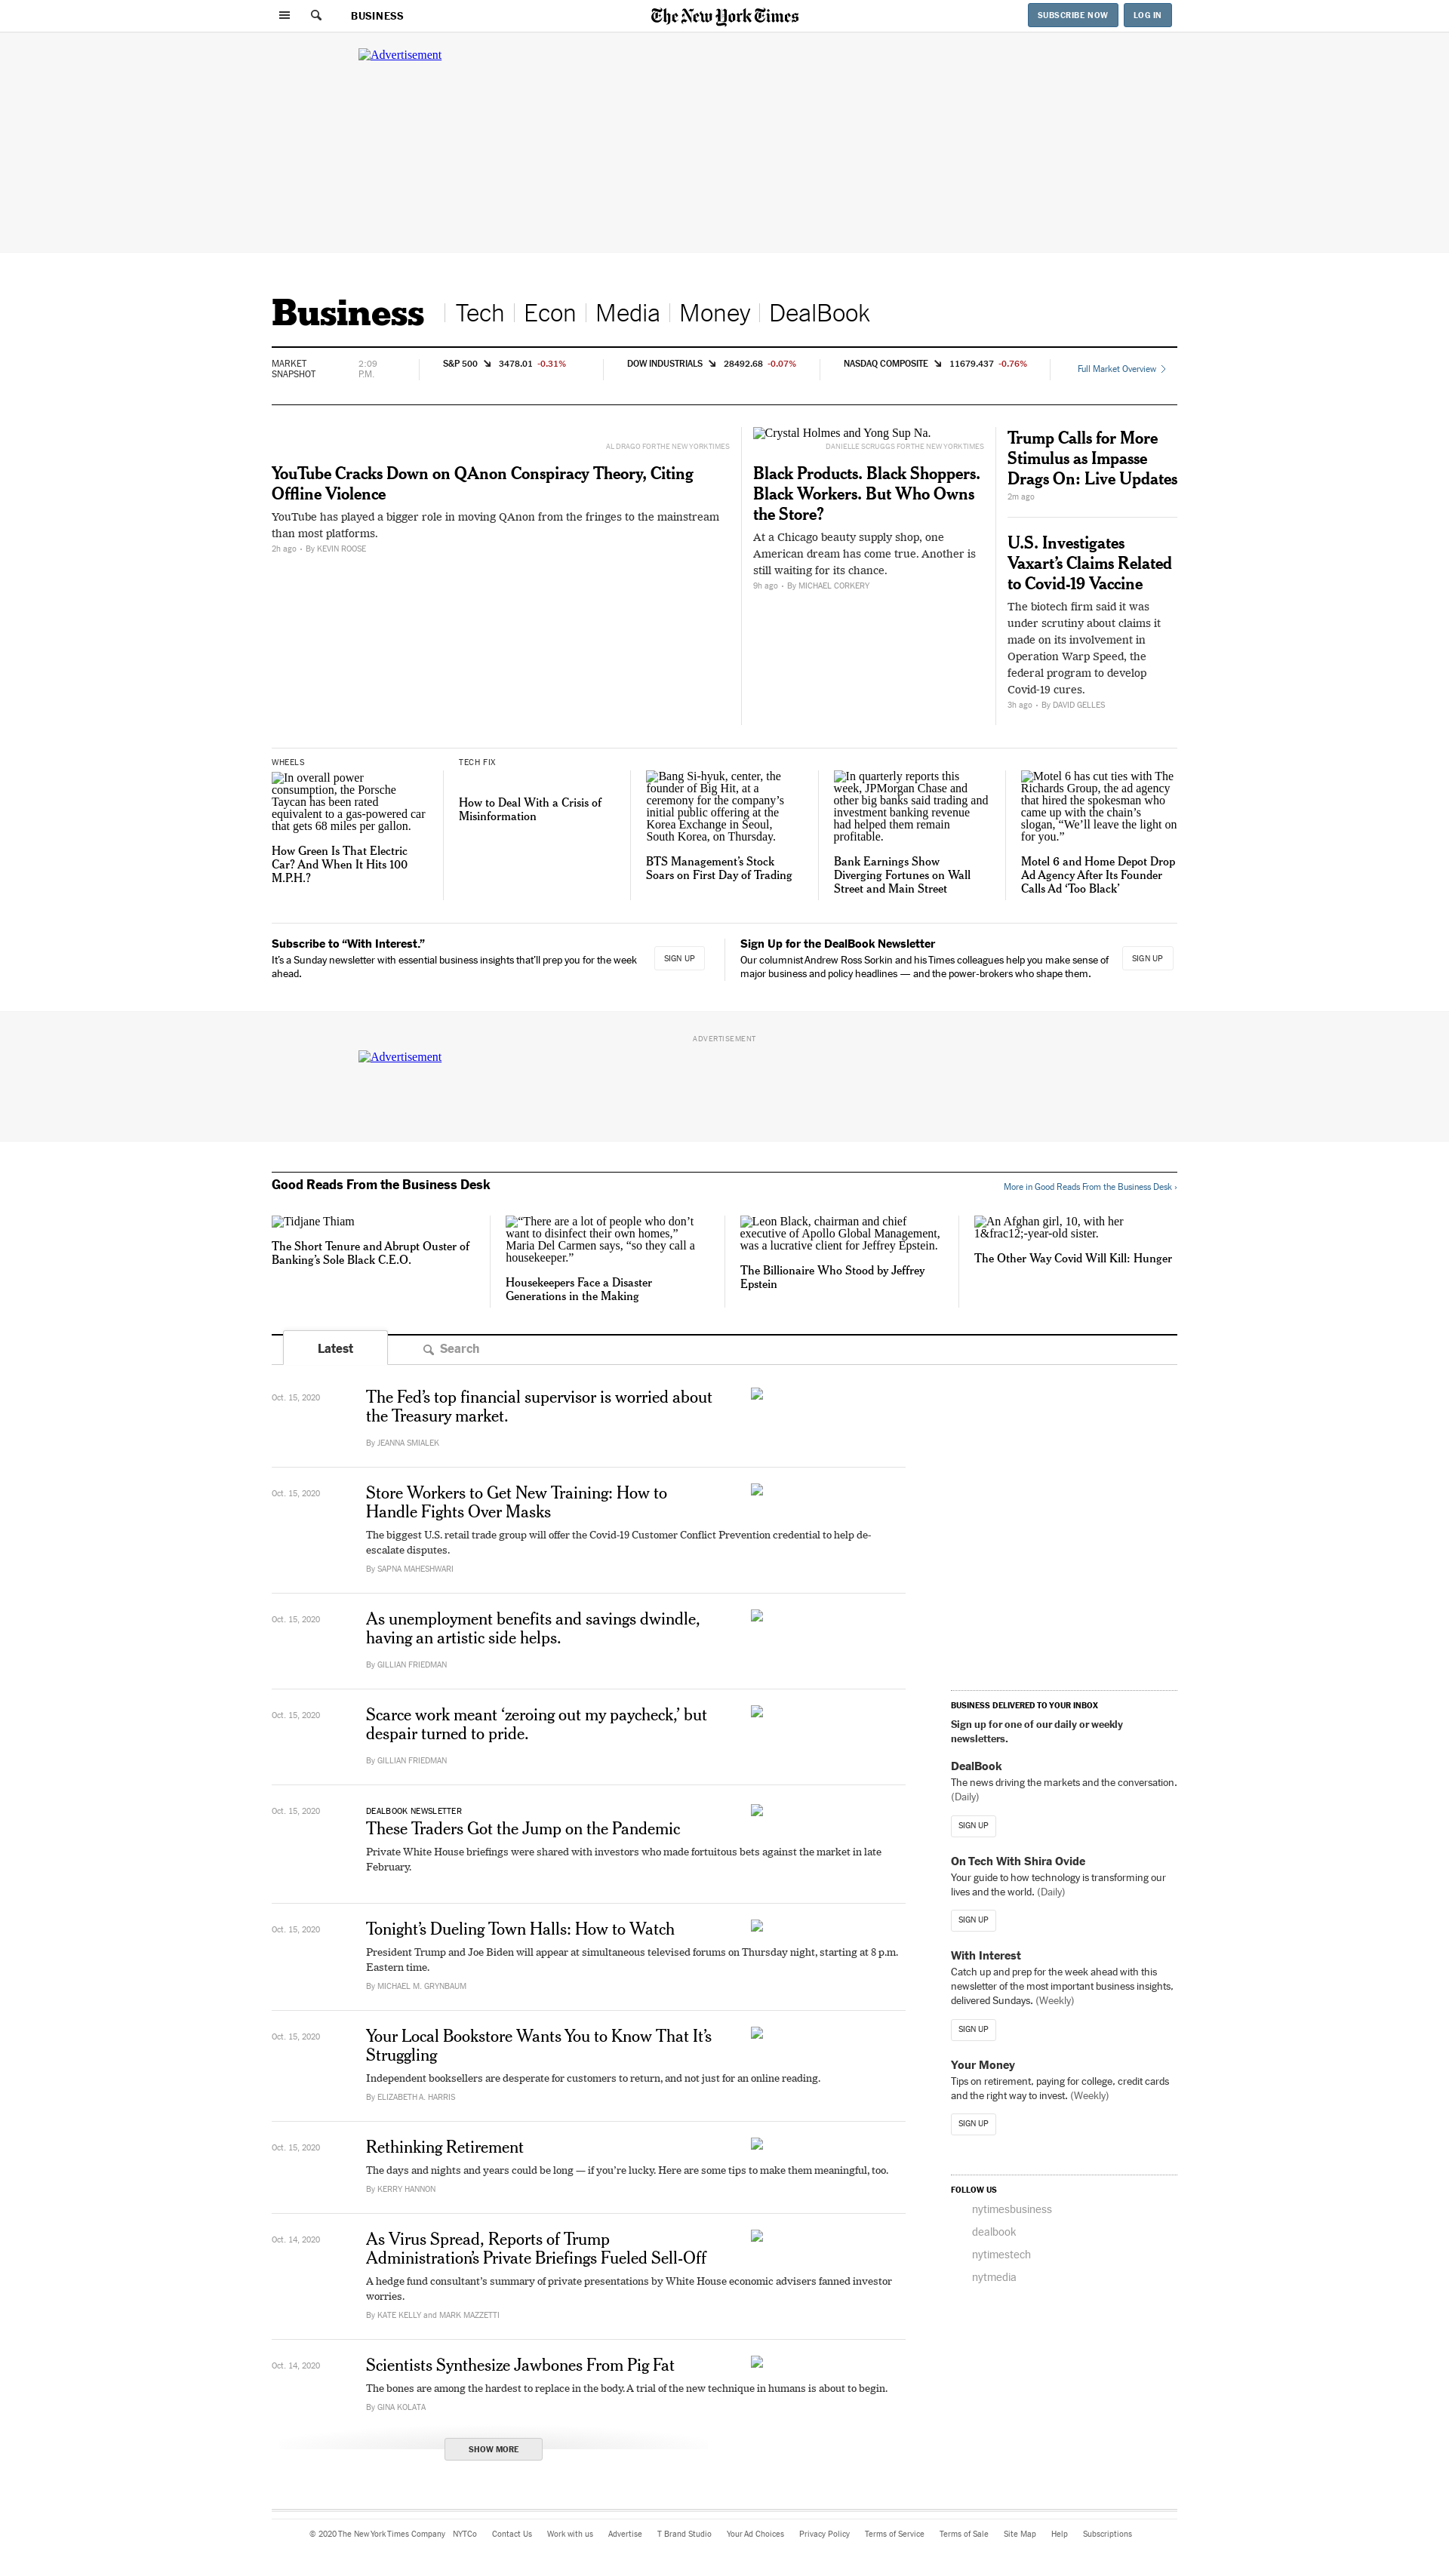 BUSINESS
The New York Times
SUBSCRIBE NOW
LOG IN
Advertisement
Business
Tech
Econ
Media
Money
DealBook
MARKET
SNAPSHOT
2:09
P.M.
S&P 500 3478.01 -0.31%
DOW INDUSTRIALS 28492.68 -0.07%
NASDAQ COMPOSITE 11679.437 -0.76%
Full Market Overview
AL DRAGO FOR THE NEW YORK TIMES
YouTube Cracks Down on QAnon Conspiracy Theory, Citing
Offline Violence
YouTube has played a bigger role in moving QAnon from the fringes to the mainstream
than most platforms.
2h ago • By KEVIN ROOSE
Crystal Holmes and Yong Sup Na.
DANIELLE SCRUGGS FOR THE NEW YORK TIMES
Black Products. Black Shoppers.
Black Workers. But Who Owns
the Store?
At a Chicago beauty supply shop, one
American dream has come true. Another is
still waiting for its chance.
9h ago • By MICHAEL CORKERY
Trump Calls for More
Stimulus as Impasse
Drags On: Live Updates
2m ago
U.S. Investigates
Vaxart’s Claims Related
to Covid-19 Vaccine
The biotech firm said it was
under scrutiny about claims it
made on its involvement in
Operation Warp Speed, the
federal program to develop
Covid-19 cures.
3h ago • By DAVID GELLES
WHEELS
In overall power
consumption, the Porsche
Taycan has been rated
equivalent to a gas-powered car
that gets 68 miles per gallon.
How Green Is That Electric
Car? And When It Hits 100
M.P.H.?
TECH FIX
How to Deal With a Crisis of
Misinformation
Bang Si-hyuk, center, the
founder of Big Hit, at a
ceremony for the company’s
initial public offering at the
Korea Exchange in Seoul,
South Korea, on Thursday.
BTS Management’s Stock
Soars on First Day of Trading
In quarterly reports this
week, JPMorgan Chase and
other big banks said trading and
investment banking revenue
had helped them remain
profitable.
Bank Earnings Show
Diverging Fortunes on Wall
Street and Main Street
Motel 6 has cut ties with The
Richards Group, the ad agency
that hired the spokesman who
came up with the chain’s
slogan, “We’ll leave the light on
for you.”
Motel 6 and Home Depot Drop
Ad Agency After Its Founder
Calls Ad ‘Too Black’
Subscribe to “With Interest.”
It’s a Sunday newsletter with essential business insights that’ll prep you for the week
ahead.
SIGN UP
Sign Up for the DealBook Newsletter
Our columnist Andrew Ross Sorkin and his Times colleagues help you make sense of
major business and policy headlines — and the power-brokers who shape them.
SIGN UP
ADVERTISEMENT
Advertisement
Good Reads From the Business Desk
More in Good Reads From the Business Desk ›
Tidjane Thiam
The Short Tenure and Abrupt Ouster of
Banking’s Sole Black C.E.O.
“There are a lot of people who don’t
want to disinfect their own homes,”
Maria Del Carmen says, “so they call a
housekeeper.”
Housekeepers Face a Disaster
Generations in the Making
Leon Black, chairman and chief
executive of Apollo Global Management,
was a lucrative client for Jeffrey Epstein.
The Billionaire Who Stood by Jeffrey
Epstein
An Afghan girl, 10, with her
1&frac12;-year-old sister.
The Other Way Covid Will Kill: Hunger
Latest
Search
Oct. 15, 2020
The Fed’s top financial supervisor is worried about
the Treasury market.
By JEANNA SMIALEK
Oct. 15, 2020
Store Workers to Get New Training: How to
Handle Fights Over Masks
The biggest U.S. retail trade group will offer the Covid-19 Customer Conflict Prevention credential to help de-
escalate disputes.
By SAPNA MAHESHWARI
Oct. 15, 2020
As unemployment benefits and savings dwindle,
having an artistic side helps.
By GILLIAN FRIEDMAN
Oct. 15, 2020
Scarce work meant ‘zeroing out my paycheck,’ but
despair turned to pride.
By GILLIAN FRIEDMAN
Oct. 15, 2020
DEALBOOK NEWSLETTER
These Traders Got the Jump on the Pandemic
Private White House briefings were shared with investors who made fortuitous bets against the market in late
February.
Oct. 15, 2020
Tonight’s Dueling Town Halls: How to Watch
President Trump and Joe Biden will appear at simultaneous televised forums on Thursday night, starting at 8 p.m.
Eastern time.
By MICHAEL M. GRYNBAUM
Oct. 15, 2020
Your Local Bookstore Wants You to Know That It’s
Struggling
Independent booksellers are desperate for customers to return, and not just for an online reading.
By ELIZABETH A. HARRIS
Oct. 15, 2020
Rethinking Retirement
The days and nights and years could be long — if you’re lucky. Here are some tips to make them meaningful, too.
By KERRY HANNON
Oct. 14, 2020
As Virus Spread, Reports of Trump
Administration’s Private Briefings Fueled Sell-Off
A hedge fund consultant’s summary of private presentations by White House economic advisers fanned investor
worries.
By KATE KELLY and MARK MAZZETTI
Oct. 14, 2020
Scientists Synthesize Jawbones From Pig Fat
The bones are among the hardest to replace in the body. A trial of the new technique in humans is about to begin.
By GINA KOLATA
SHOW MORE
BUSINESS DELIVERED TO YOUR INBOX
Sign up for one of our daily or weekly
newsletters.
DealBook
The news driving the markets and the conversation.
(Daily)
SIGN UP
On Tech With Shira Ovide
Your guide to how technology is transforming our
lives and the world. (Daily)
SIGN UP
With Interest
Catch up and prep for the week ahead with this
newsletter of the most important business insights,
delivered Sundays. (Weekly)
SIGN UP
Your Money
Tips on retirement, paying for college, credit cards
and the right way to invest. (Weekly)
SIGN UP
FOLLOW US
nytimesbusiness
dealbook
nytimestech
nytmedia
© 2020 The New York Times Company NYTCo Contact Us Work with us Advertise T Brand Studio Your Ad Choices Privacy Policy Terms of Service Terms of Sale Site Map Help Subscriptions